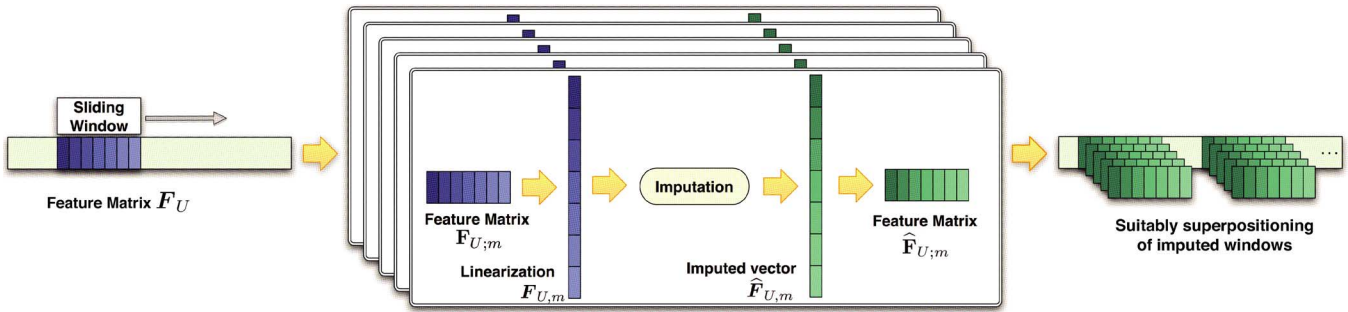 Sliding
Window
Feature Matrix F_U
Feature Matrix
F_{U;m}
Linearization
F_{U,m}
Imputation
Imputed vector
F̂_{U,m}
Feature Matrix
F̂_{U;m}
...
Suitably superpositioning
of imputed windows